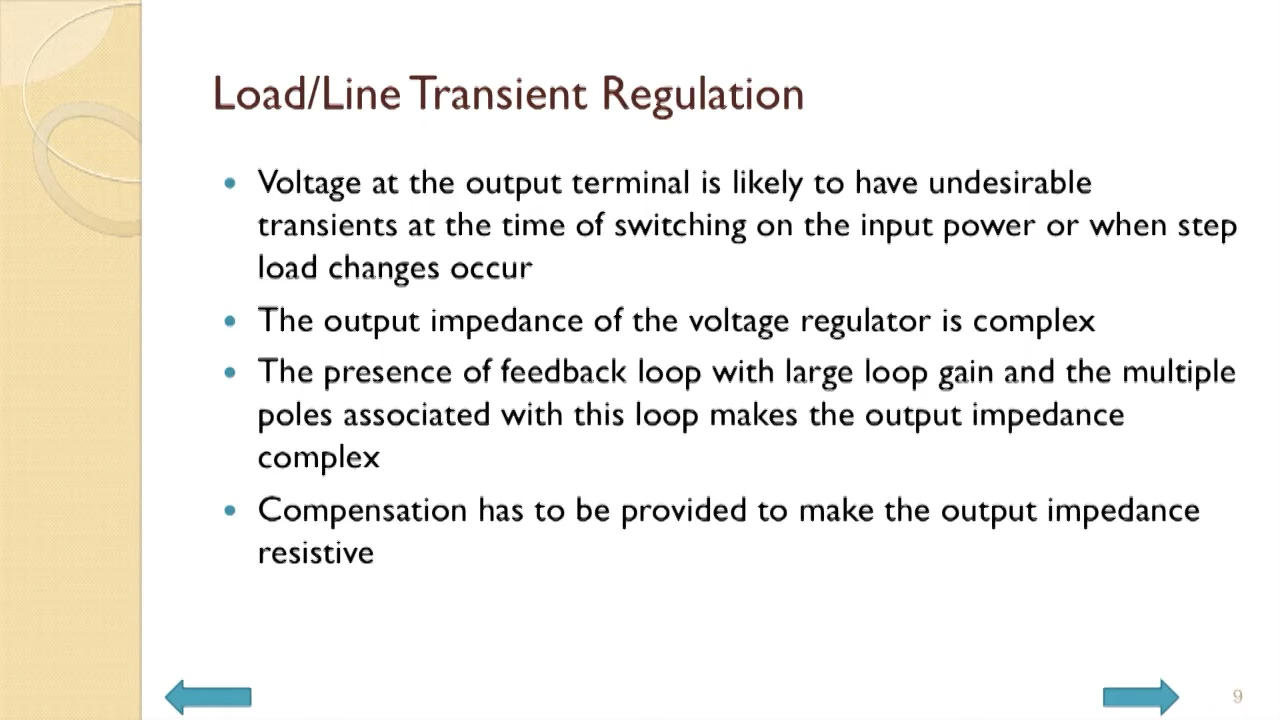 Load/Line Transient Regulation
Voltage at the output terminal is likely to have undesirable
transients at the time of switching on the input power or when step
load changes occur
The output impedance of the voltage regulator is complex
The presence of feedback loop with large loop gain and the multiple
poles associated with this loop makes the output impedance
complex
Compensation has to be provided to make the output impedance
resistive
9